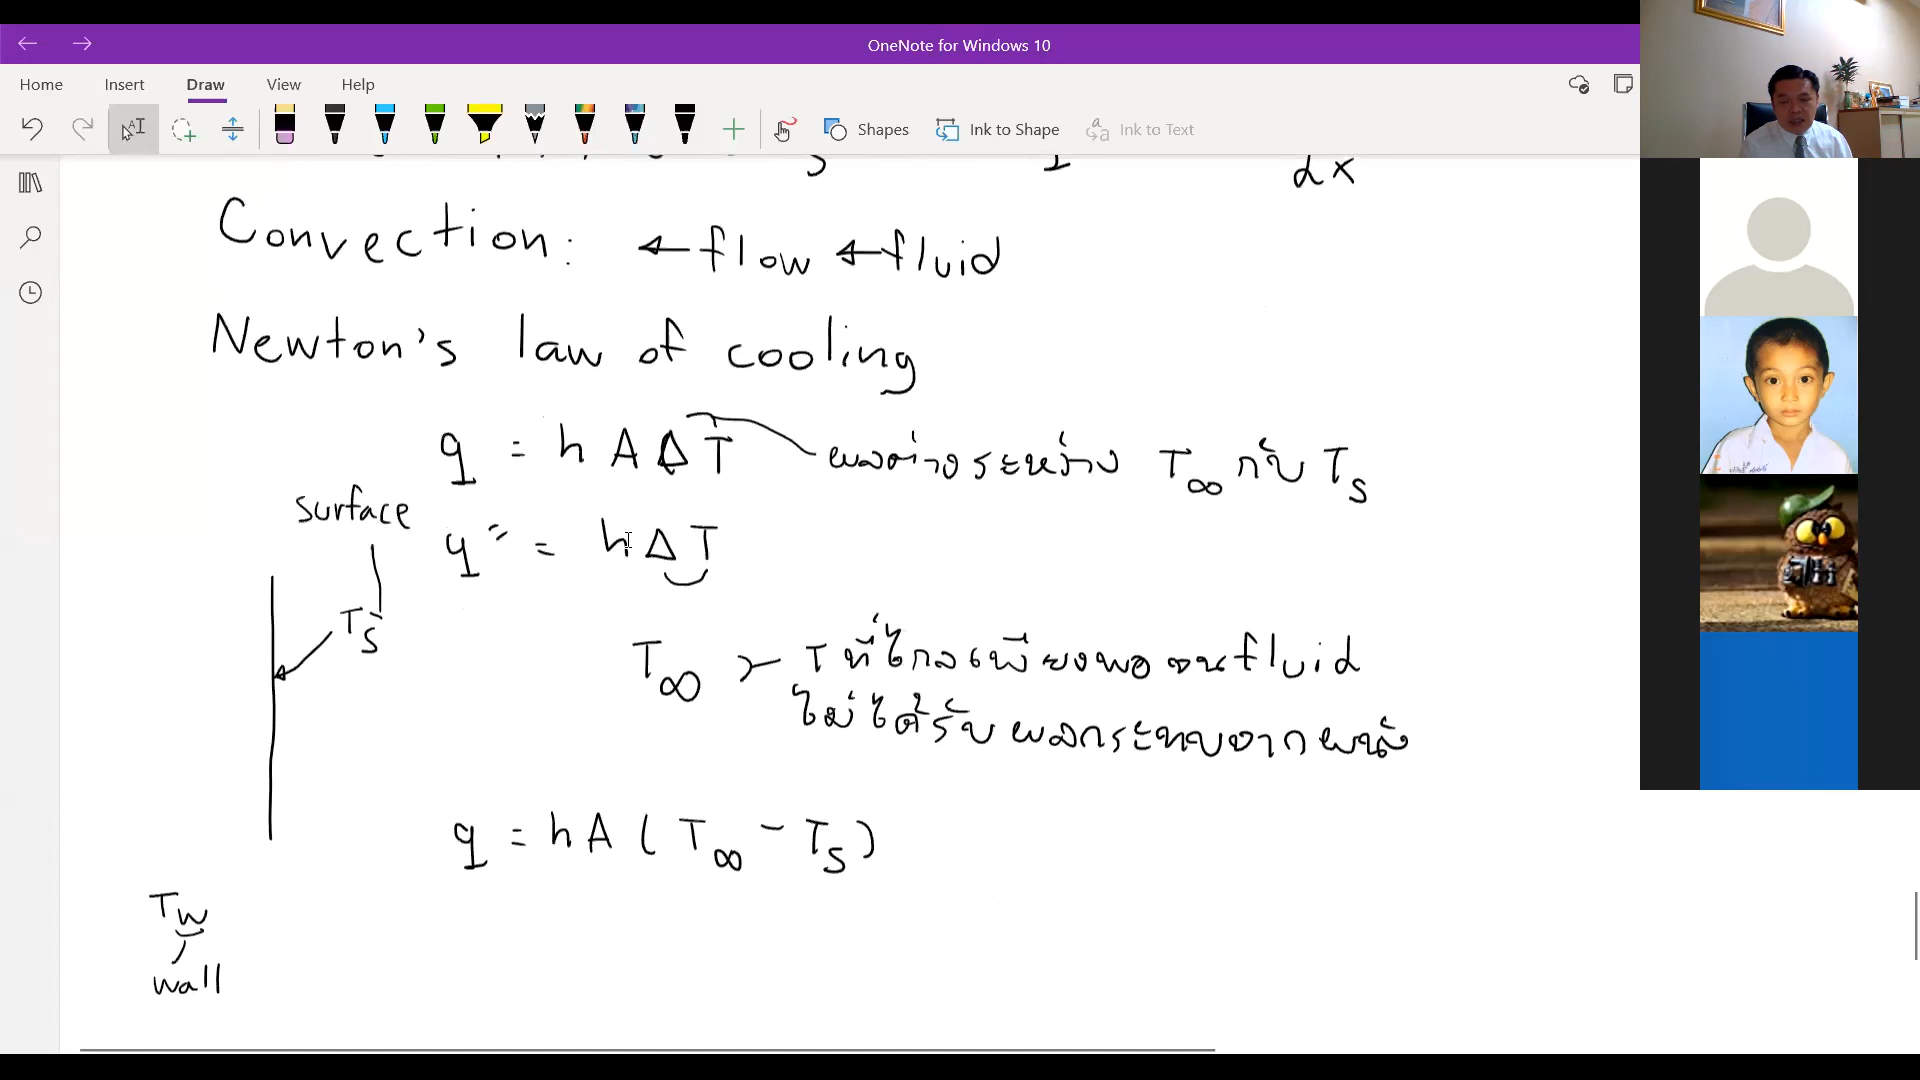 OneNote for Windows 10
Home Insert Draw View Help
Shapes Ink to Shape Ink to Text
dx
Convection: ←flow ←fluid
Newton's law of cooling
q = hAΔT ผลต่างระหว่าง T∞ กับ Ts
surface
q" = hΔT
Ts
T∞ T ที่ไกลเพียงพอ fluid
ไม่ได้รับผลกระทบจากผนัง
q = hA(T∞ - Ts)
Tw
wall